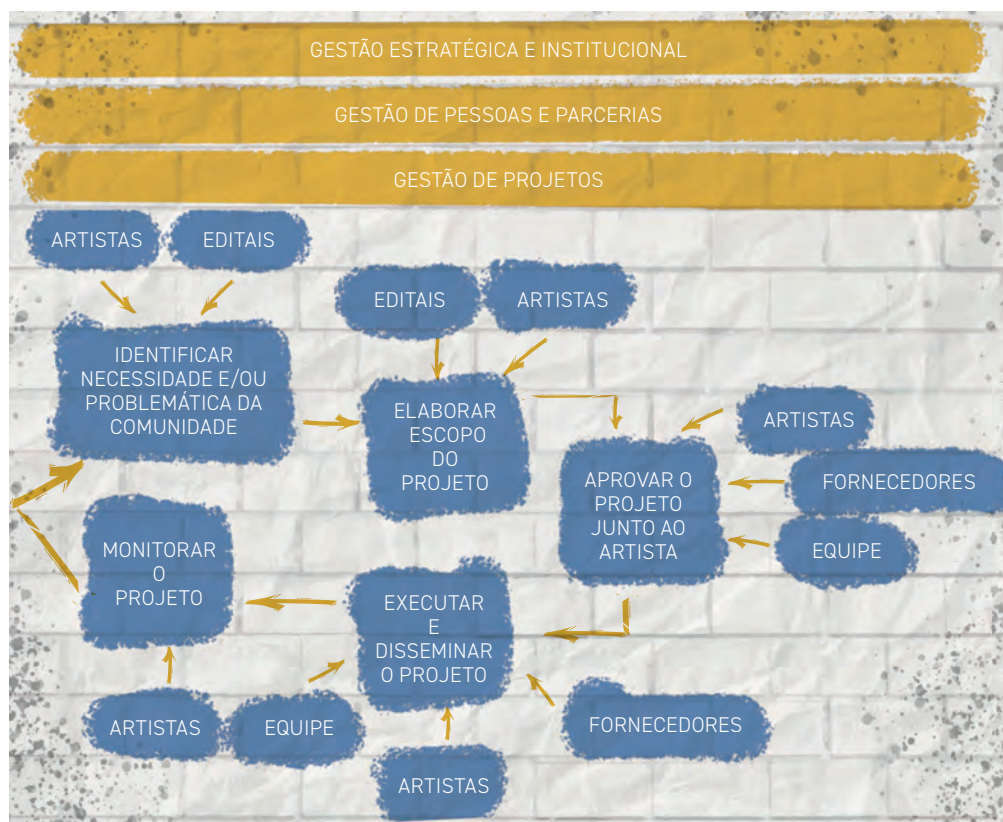 GESTÃO ESTRATÉGICA E INSTITUCIONAL
GESTÃO DE PESSOAS E PARCERIAS
GESTÃO DE PROJETOS
ARTISTAS
EDITAIS
EDITAIS
ARTISTAS
IDENTIFICAR
NECESSIDADE E/OU
PROBLEMÁTICA DA
COMUNIDADE
ELABORAR
ESCOPO
DO
PROJETO
ARTISTAS
FORNECEDORES
EQUIPE
APROVAR O
PROJETO
JUNTO AO
ARTISTA
MONITORAR
O
PROJETO
EXECUTAR
E
DISSEMINAR
O PROJETO
ARTISTAS
EQUIPE
ARTISTAS
FORNECEDORES